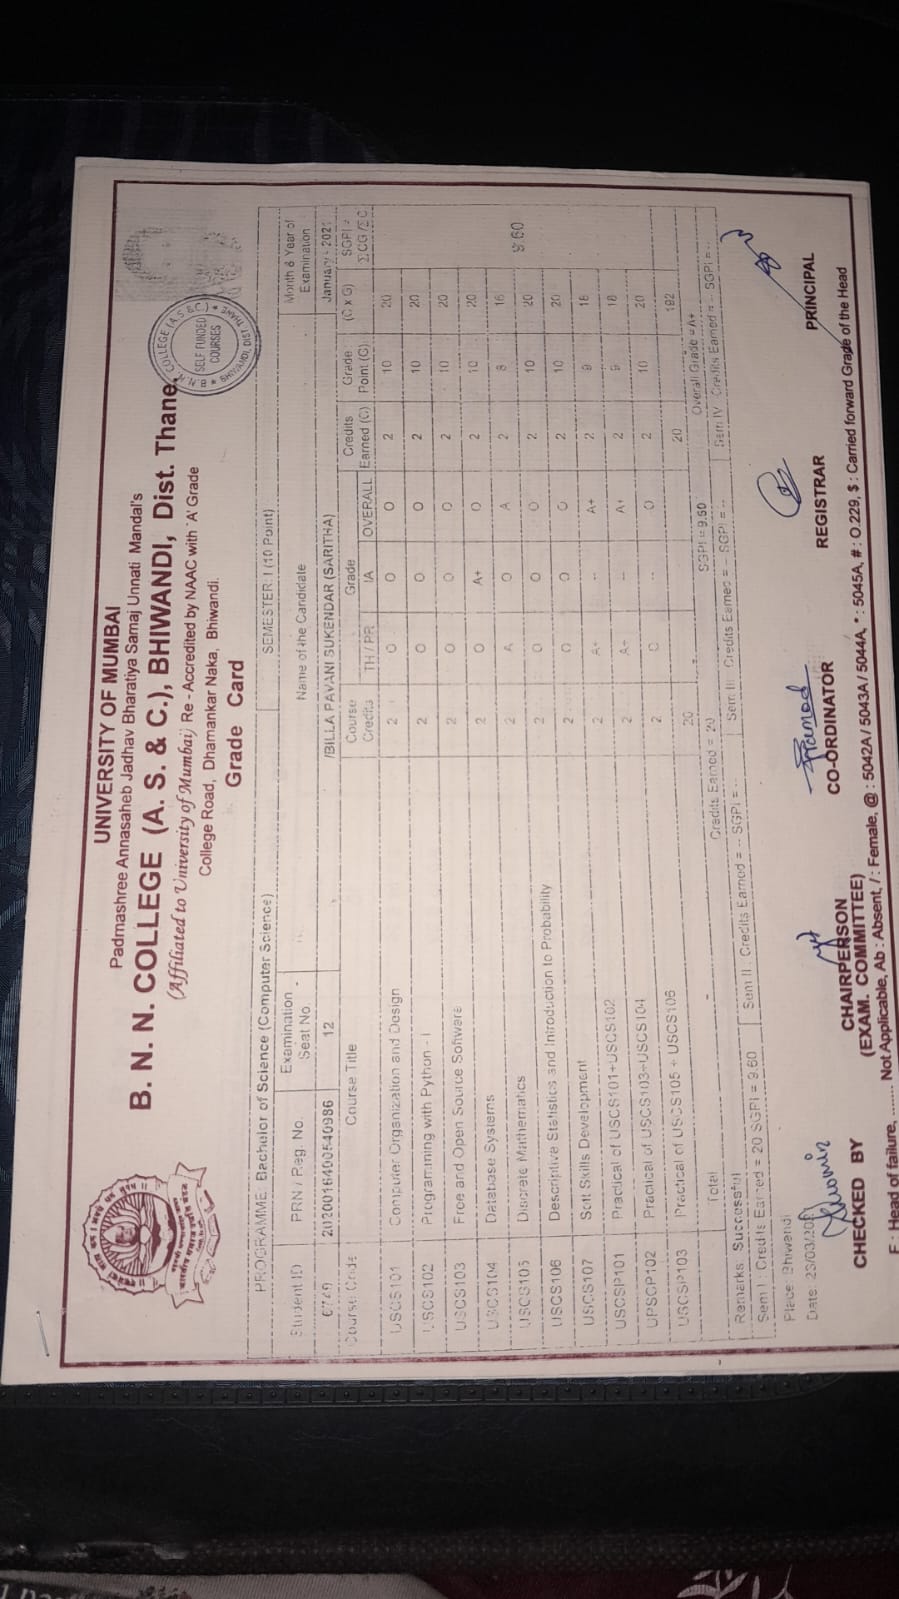 UNIVERSITY OF MUMBAI
Padmashree Annasaheb Jadhav Bharatiya Samaj Unnati Mandal's
B. N. N. COLLEGE (A. S. & C.), BHIWANDI, Dist. Thane
(Affiliated to University of Mumbai) Re - Accredited by NAAC with 'A' Grade
College Road, Dhamankar Naka, Bhiwandi.
Grade Card
B. N. N. COLLEGE (A.S. & C.) * BHIWANDI, DIST THANE *
SELF FUNDED
COURSES
PROGRAMME: Bachelor of Science (Computer Science) SEMESTER: I (10 Point)
Student ID PRN / Reg. No. Examination Seat No. Name of the Candidate Month & Year of Examination
2020016400540986 12 /BILLA PAVANI SUKENDAR (SARITHA)
Course Code Course Title Course Credits Grade Credits Earned (C) Grade Point (G) (C x G) SGPI = ΣCG/ΣC
TH / PR IA OVERALL
USCS101 Computer Organization and Design 2 O O O 2 10 20
USCS102 Programming with Python - I 2 O O O 2 10 20
USCS103 Free and Open Source Software 2 O O O 2 10 20
USCS104 Database Systems 2 O A+ O 2 10 20
USCS105 Discrete Mathematics 2 A O A 2 8 16 9.60
USCS106 Descriptive Statistics and Introduction to Probability 2 O O O 2 10 20
USCS107 Soft Skills Development 2 A+ -- A+ 2 9 18
USCSP101 Practical of USCS101+USCS102 2 A+ -- A+ 2 9 18
UPSCP102 Practical of USCS103+USCS104 2 O -- O 2 10 20
USCSP103 Practical of USCS105 + USCS106 20 20 192
Total
Remarks: Successful Credits Earned = 20 SGPI = 9.60 Overall Grade = A+
Sem I : Credits Earned = 20 SGPI = 9.60 Sem II : Credits Earned = -- SGPI = -- Sem III : Credits Earned = -- SGPI = -- Sem IV : Credits Earned = -- SGPI = --
Place: Bhiwandi
Date: 23/03/
Pramod
CHECKED BY CHAIRPERSON CO-ORDINATOR REGISTRAR PRINCIPAL
(EXAM. COMMITTEE)
F - Head of failure, ------- Not Applicable, Ab : Absent, / : Female, @ : 5042A / 5043A / 5044A, * : 5045A, # : O.229, $ : Carried forward Grade of the Head